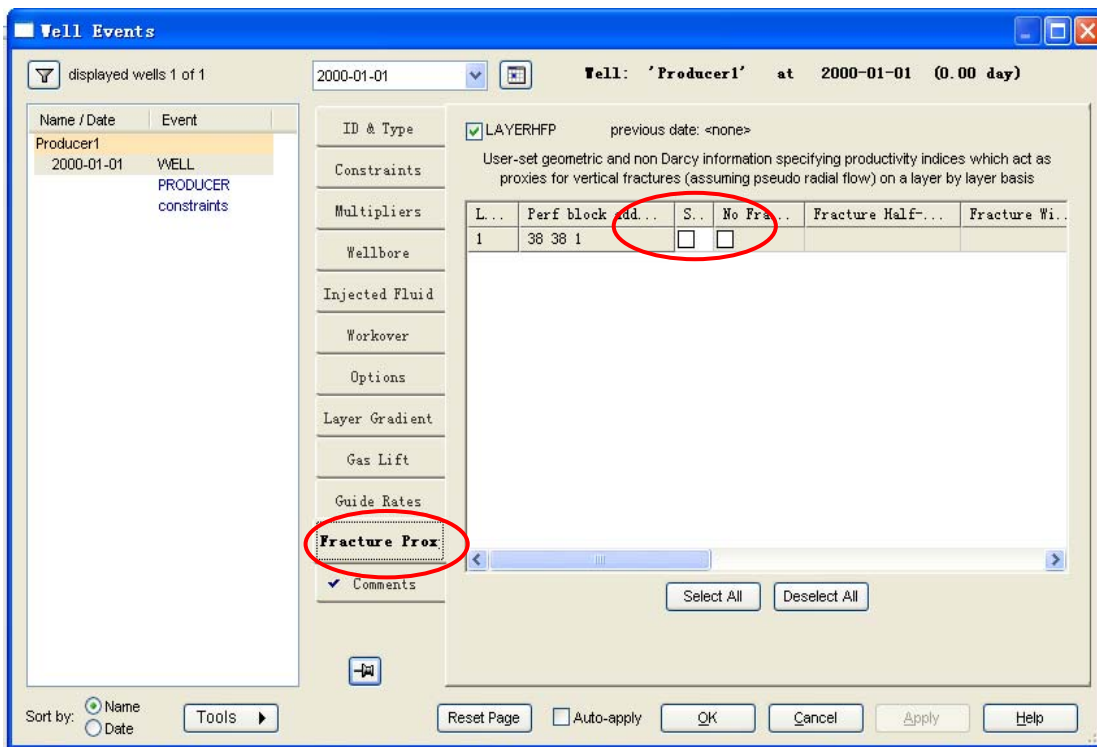 Well Events
displayed wells 1 of 1
2000-01-01
Well: 'Producer1' at 2000-01-01 (0.00 day)
Name / Date Event
Producer1
2000-01-01 WELL
PRODUCER
constraints
ID & Type
Constraints
Multipliers
Wellbore
Injected Fluid
Workover
Options
Layer Gradient
Gas Lift
Guide Rates
Fracture Prox
Comments
LAYERHFP previous date: <none>
User-set geometric and non Darcy information specifying productivity indices which act as
proxies for vertical fractures (assuming pseudo radial flow) on a layer by layer basis
L... Perf block add... S.. No Fra... Fracture Half-... Fracture Wi..
1 38 38 1
Select All Deselect All
Sort by: Name
Date
Tools
Reset Page Auto-apply OK Cancel Apply Help